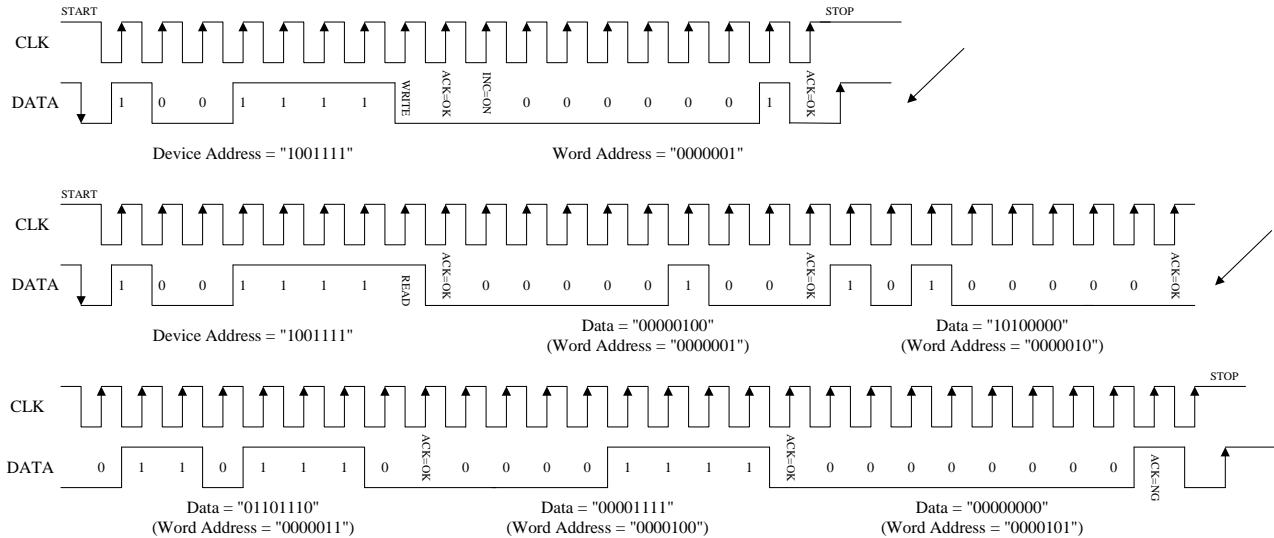 START STOP
CLK
DATA 1 0 0 1 1 1 1 WRITE ACK=OK INC=ON 0 0 0 0 0 0 1 ACK=OK
Device Address = "1001111" Word Address = "0000001"
START
CLK
DATA 1 0 0 1 1 1 1 READ ACK=OK 0 0 0 0 0 1 0 0 ACK=OK 1 0 1 0 0 0 0 0 ACK=OK
Device Address = "1001111" Data = "00000100" Data = "10100000"
(Word Address = "0000001") (Word Address = "0000010")
STOP
CLK
DATA 0 1 1 0 1 1 1 0 ACK=OK 0 0 0 0 1 1 1 1 ACK=OK 0 0 0 0 0 0 0 0 ACK=NG
Data = "01101110" Data = "00001111" Data = "00000000"
(Word Address = "0000011") (Word Address = "0000100") (Word Address = "0000101")